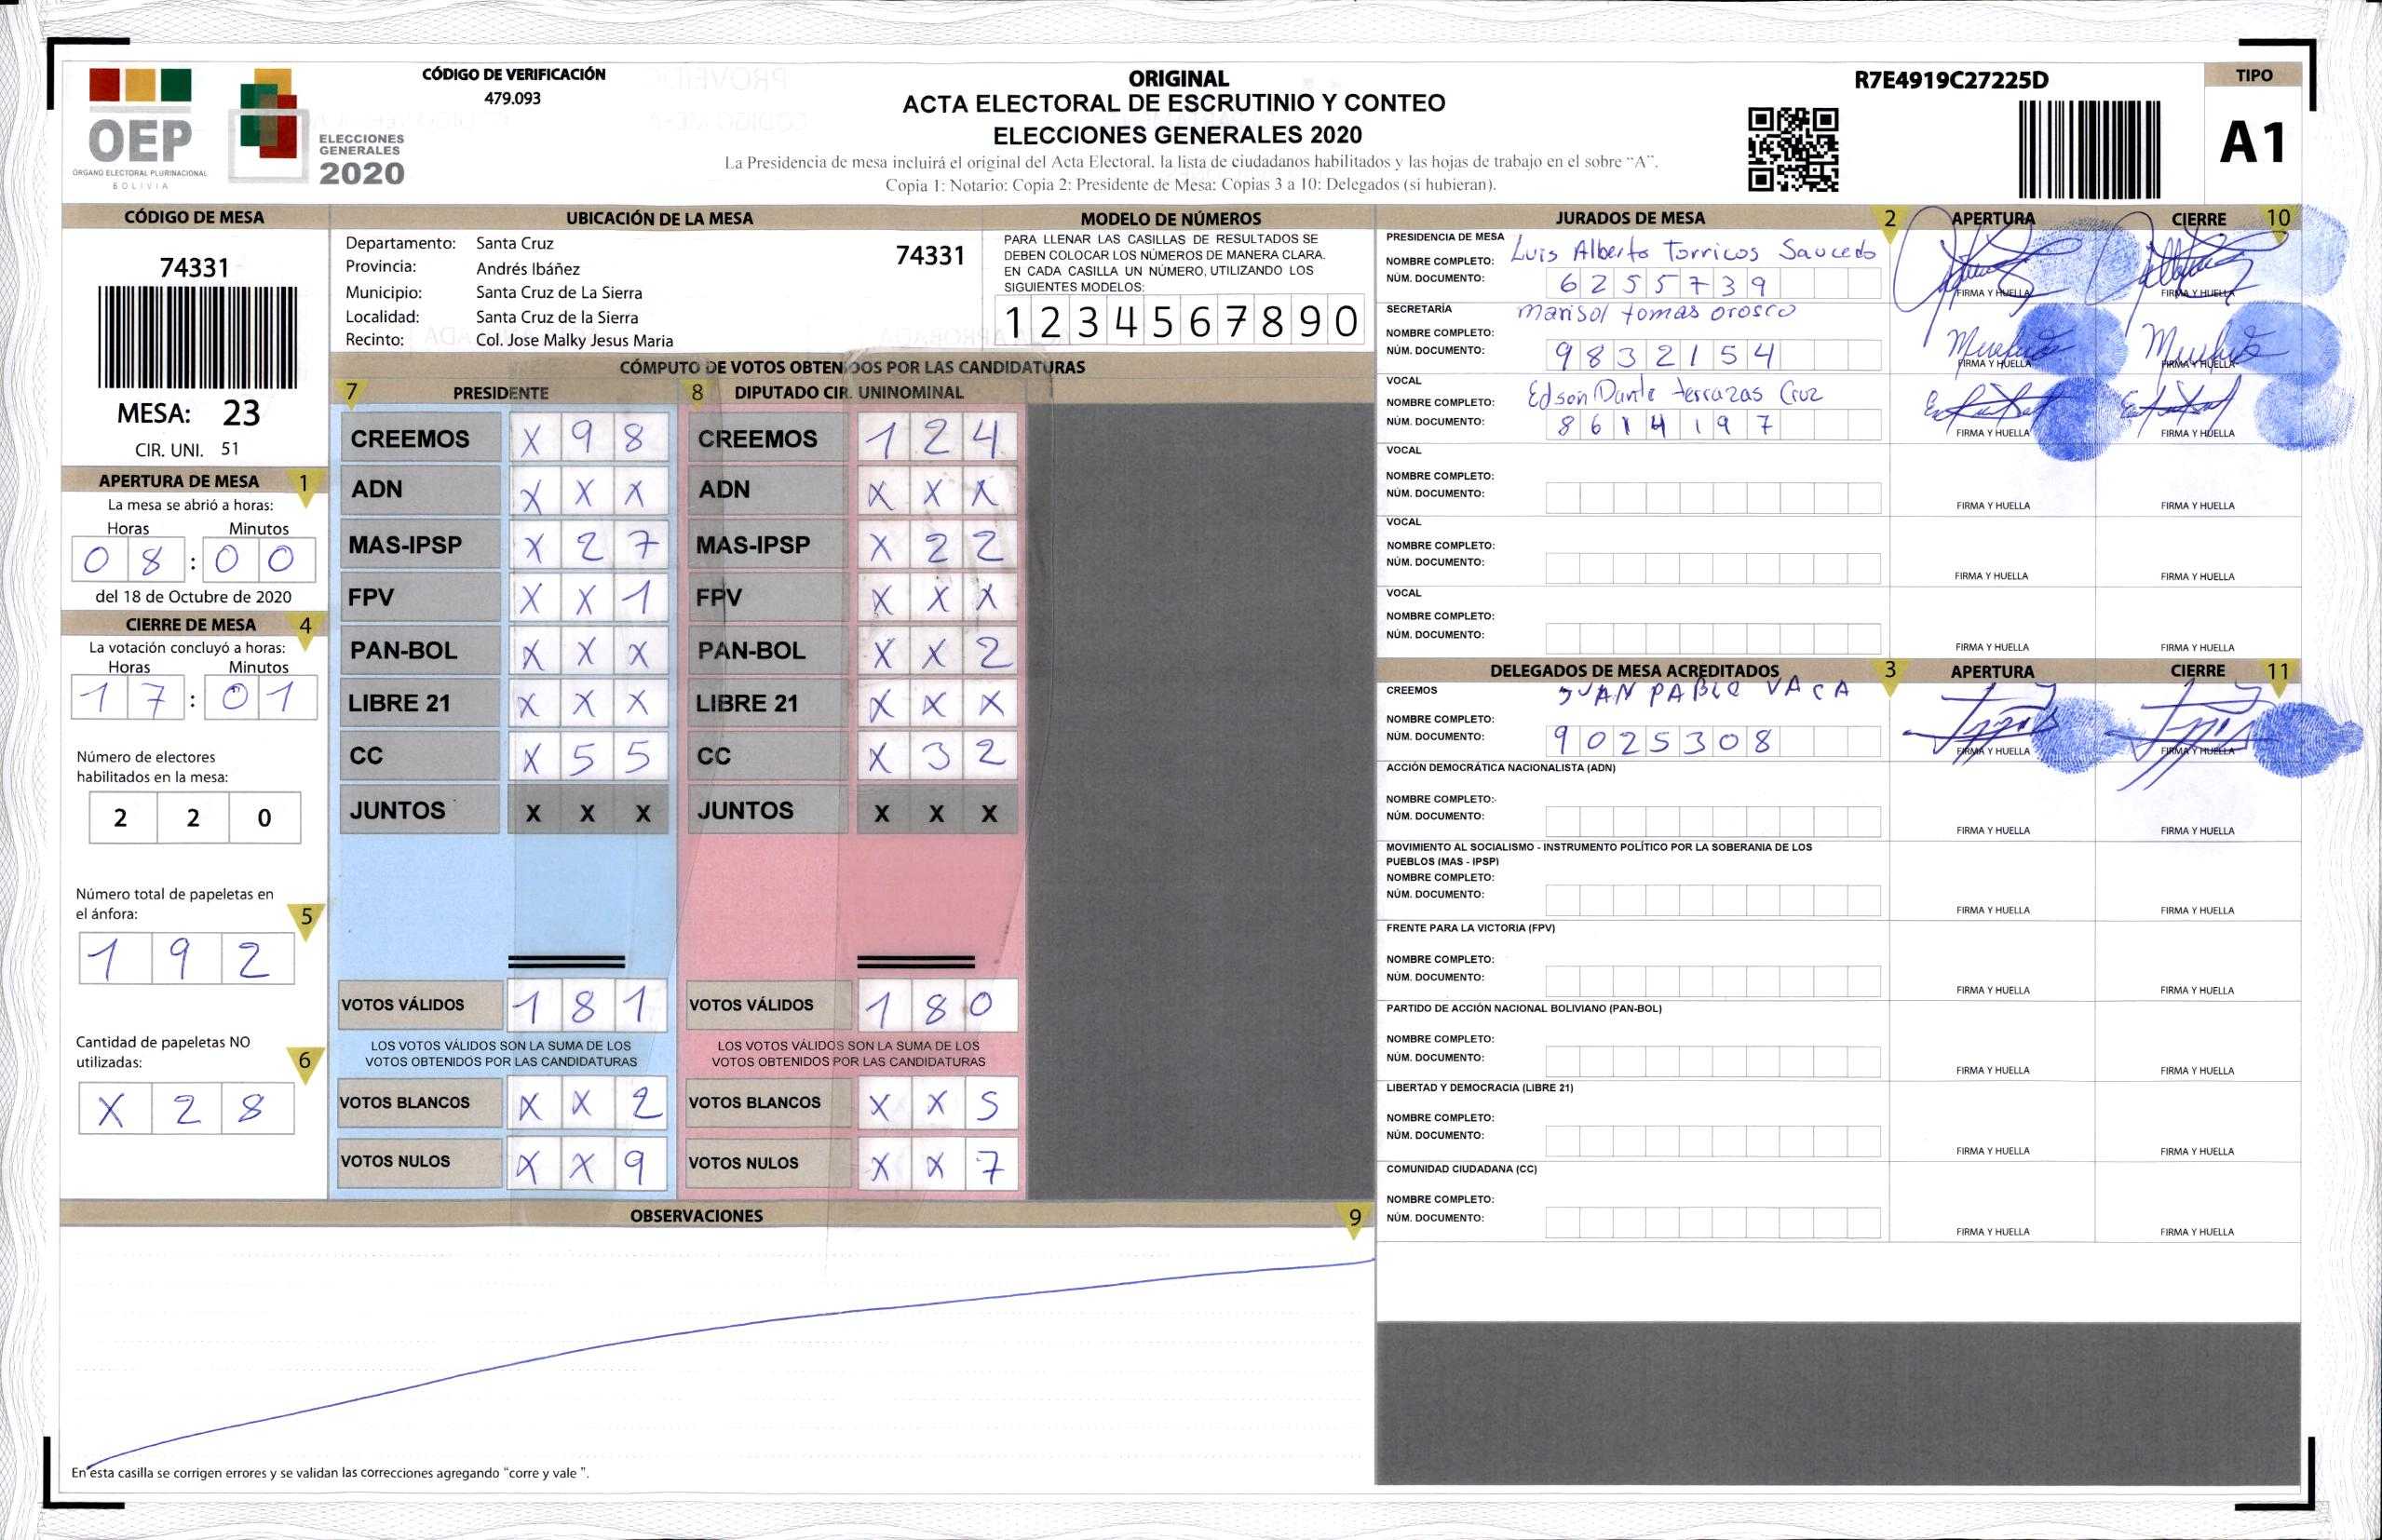 CÓDIGO DE VERIFICACIÓN
479.093
OEP
ÓRGANO ELECTORAL PLURINACIONAL
BOLIVIA
ELECCIONES
GENERALES
2020
ORIGINAL
ACTA ELECTORAL DE ESCRUTINIO Y CONTEO
ELECCIONES GENERALES 2020
La Presidencia de mesa incluirá el original del Acta Electoral, la lista de ciudadanos habilitados y las hojas de trabajo en el sobre “A”.
Copia 1: Notario: Copia 2: Presidente de Mesa: Copias 3 a 10: Delegados (si hubieran).
R7E4919C27225D
TIPO
A1
CÓDIGO DE MESA
74331
MESA: 23
CIR. UNI. 51
APERTURA DE MESA 1
La mesa se abrió a horas:
Horas Minutos
0 8 : 0 0
del 18 de Octubre de 2020
CIERRE DE MESA 4
La votación concluyó a horas:
Horas Minutos
1 7 : 0 1
Número de electores
habilitados en la mesa:
2 2 0
Número total de papeletas en
el ánfora: 5
1 9 2
Cantidad de papeletas NO
utilizadas: 6
X 2 8
UBICACIÓN DE LA MESA
Departamento: Santa Cruz 74331
Provincia: Andrés Ibáñez
Municipio: Santa Cruz de La Sierra
Localidad: Santa Cruz de la Sierra
Recinto: Col. Jose Malky Jesus Maria
MODELO DE NÚMEROS
PARA LLENAR LAS CASILLAS DE RESULTADOS SE
DEBEN COLOCAR LOS NÚMEROS DE MANERA CLARA.
EN CADA CASILLA UN NÚMERO, UTILIZANDO LOS
SIGUIENTES MODELOS:
1 2 3 4 5 6 7 8 9 0
CÓMPUTO DE VOTOS OBTENIDOS POR LAS CANDIDATURAS
7 PRESIDENTE
CREEMOS X 9 8
ADN X X X
MAS-IPSP X 2 7
FPV X X 1
PAN-BOL X X X
LIBRE 21 X X X
CC X 5 5
JUNTOS X X X
VOTOS VÁLIDOS 1 8 1
LOS VOTOS VÁLIDOS SON LA SUMA DE LOS
VOTOS OBTENIDOS POR LAS CANDIDATURAS
VOTOS BLANCOS X X 2
VOTOS NULOS X X 9
8 DIPUTADO CIR. UNINOMINAL
CREEMOS 1 2 4
ADN X X X
MAS-IPSP X 2 2
FPV X X X
PAN-BOL X X 2
LIBRE 21 X X X
CC X 3 2
JUNTOS X X X
VOTOS VÁLIDOS 1 8 0
LOS VOTOS VÁLIDOS SON LA SUMA DE LOS
VOTOS OBTENIDOS POR LAS CANDIDATURAS
VOTOS BLANCOS X X 5
VOTOS NULOS X X 7
OBSERVACIONES 9
En esta casilla se corrigen errores y se validan las correcciones agregando “corre y vale ”.
JURADOS DE MESA 2 APERTURA CIERRE 10
PRESIDENCIA DE MESA
NOMBRE COMPLETO: Luis Alberto Torricos Saucedo
NÚM. DOCUMENTO: 6 2 5 5 7 3 9
FIRMA Y HUELLA FIRMA Y HUELLA
SECRETARÍA
NOMBRE COMPLETO: Marisol tomas orosco
NÚM. DOCUMENTO: 9 8 3 2 1 5 4
FIRMA Y HUELLA FIRMA Y HUELLA
VOCAL
NOMBRE COMPLETO: Edson Dante terrazas Cruz
NÚM. DOCUMENTO: 8 6 1 4 1 9 7
FIRMA Y HUELLA FIRMA Y HUELLA
VOCAL
NOMBRE COMPLETO:
NÚM. DOCUMENTO:
FIRMA Y HUELLA FIRMA Y HUELLA
VOCAL
NOMBRE COMPLETO:
NÚM. DOCUMENTO:
FIRMA Y HUELLA FIRMA Y HUELLA
VOCAL
NOMBRE COMPLETO:
NÚM. DOCUMENTO:
FIRMA Y HUELLA FIRMA Y HUELLA
DELEGADOS DE MESA ACREDITADOS 3 APERTURA CIERRE 11
CREEMOS
NOMBRE COMPLETO: JUAN PABLO VACA
NÚM. DOCUMENTO: 9 0 2 5 3 0 8
FIRMA Y HUELLA FIRMA Y HUELLA
ACCIÓN DEMOCRÁTICA NACIONALISTA (ADN)
NOMBRE COMPLETO:
NÚM. DOCUMENTO:
FIRMA Y HUELLA FIRMA Y HUELLA
MOVIMIENTO AL SOCIALISMO - INSTRUMENTO POLÍTICO POR LA SOBERANIA DE LOS
PUEBLOS (MAS - IPSP)
NOMBRE COMPLETO:
NÚM. DOCUMENTO:
FIRMA Y HUELLA FIRMA Y HUELLA
FRENTE PARA LA VICTORIA (FPV)
NOMBRE COMPLETO:
NÚM. DOCUMENTO:
FIRMA Y HUELLA FIRMA Y HUELLA
PARTIDO DE ACCIÓN NACIONAL BOLIVIANO (PAN-BOL)
NOMBRE COMPLETO:
NÚM. DOCUMENTO:
FIRMA Y HUELLA FIRMA Y HUELLA
LIBERTAD Y DEMOCRACIA (LIBRE 21)
NOMBRE COMPLETO:
NÚM. DOCUMENTO:
FIRMA Y HUELLA FIRMA Y HUELLA
COMUNIDAD CIUDADANA (CC)
NOMBRE COMPLETO:
NÚM. DOCUMENTO:
FIRMA Y HUELLA FIRMA Y HUELLA